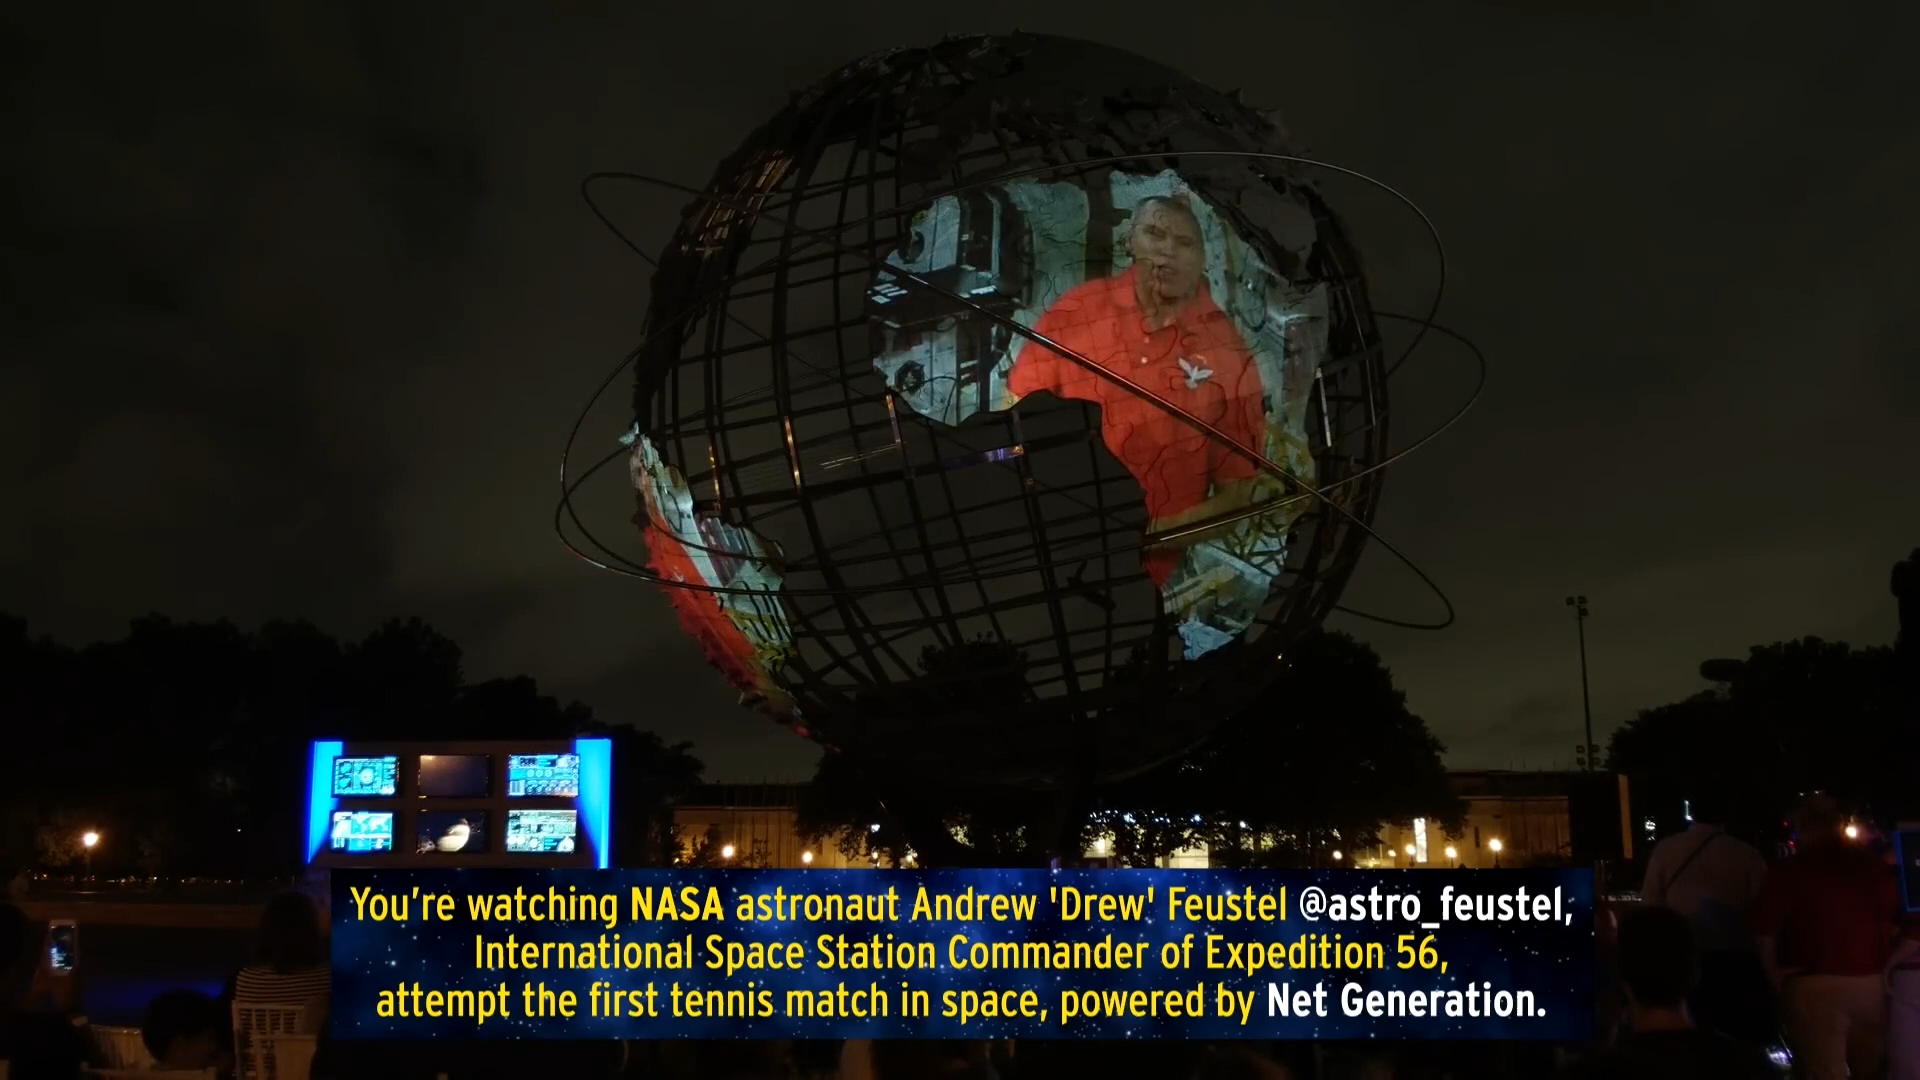 You're watching NASA astronaut Andrew 'Drew' Feustel @astro_feustel,
International Space Station Commander of Expedition 56,
attempt the first tennis match in space, powered by Net Generation.